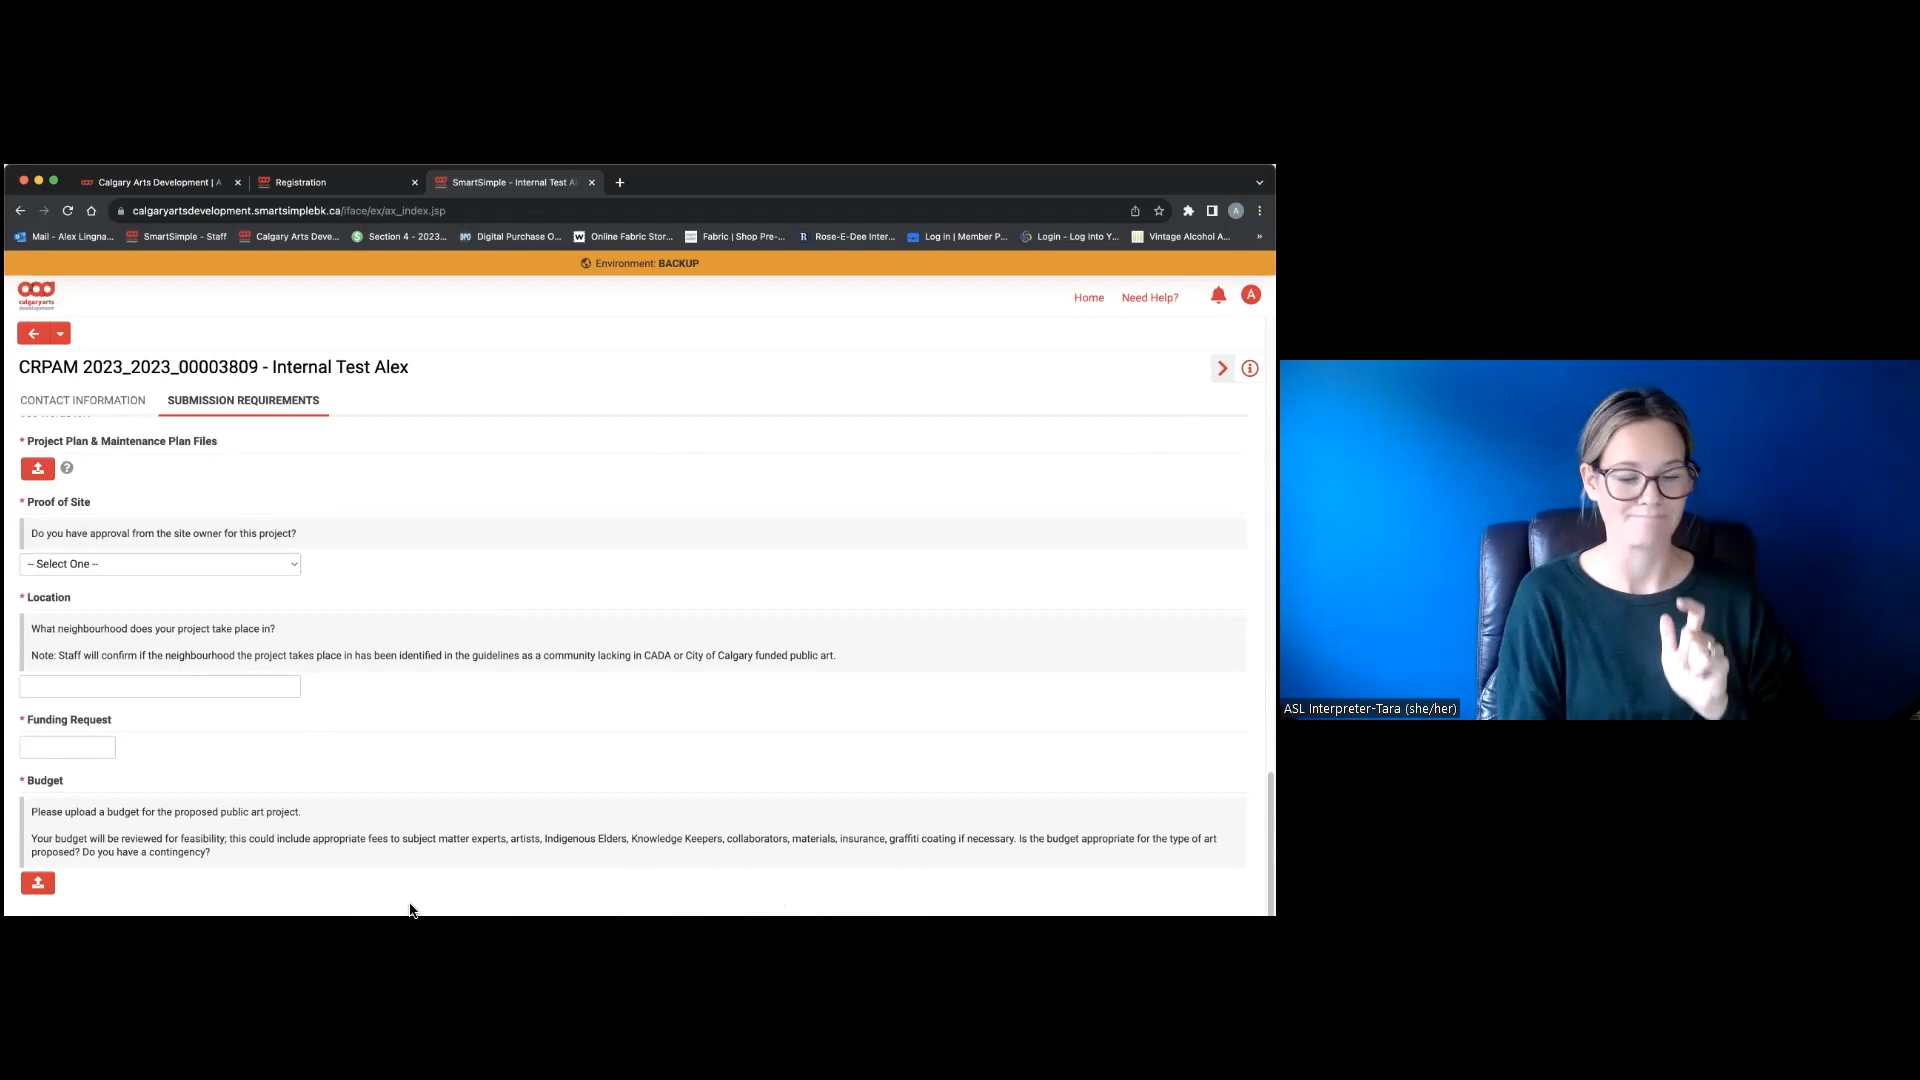 Calgary Arts Development | A
Registration
SmartSimple - Internal Test Al
calgaryartsdevelopment.smartsimplebk.ca/iface/ex/ax_index.jsp
A
Mail - Alex Lingna...
SmartSimple - Staff
Calgary Arts Deve...
Section 4 - 2023...
Digital Purchase O...
Online Fabric Stor...
Fabric | Shop Pre-...
Rose-E-Dee Inter...
Log in | Member P...
Login - Log Into Y...
Vintage Alcohol A...
»
Environment: BACKUP
calgaryarts
development
Home
Need Help?
A
CRPAM 2023_2023_00003809 - Internal Test Alex
CONTACT INFORMATION
SUBMISSION REQUIREMENTS
* Project Plan & Maintenance Plan Files
?
* Proof of Site
Do you have approval from the site owner for this project?
-- Select One --
* Location
What neighbourhood does your project take place in?
Note: Staff will confirm if the neighbourhood the project takes place in has been identified in the guidelines as a community lacking in CADA or City of Calgary funded public art.
* Funding Request
* Budget
Please upload a budget for the proposed public art project.
Your budget will be reviewed for feasibility; this could include appropriate fees to subject matter experts, artists, Indigenous Elders, Knowledge Keepers, collaborators, materials, insurance, graffiti coating if necessary. Is the budget appropriate for the type of art
proposed? Do you have a contingency?
ASL Interpreter-Tara (she/her)